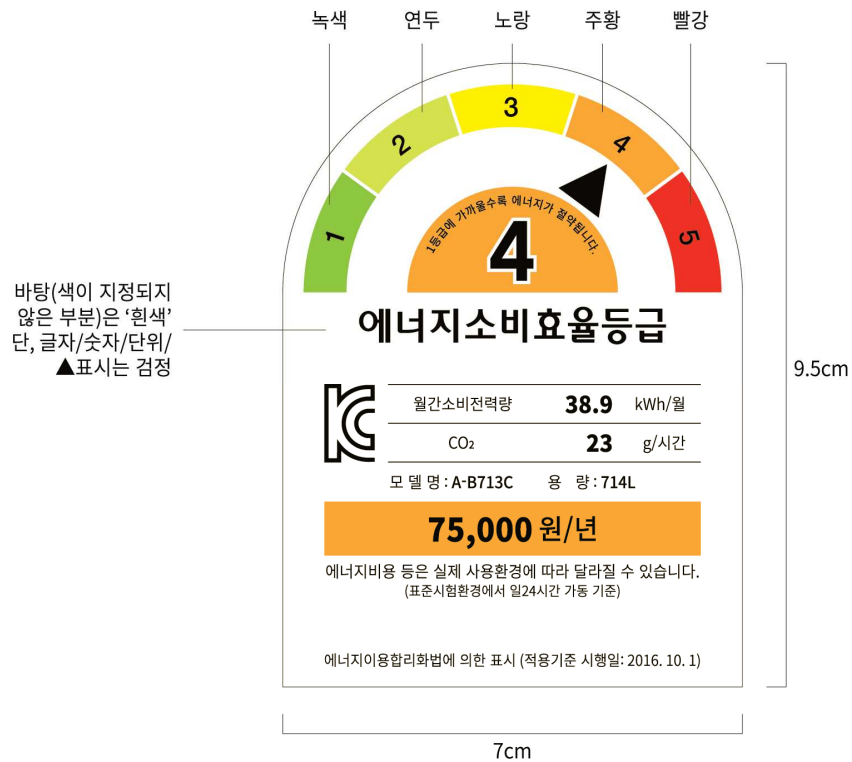 녹색 연두 노랑 주황 빨강
1 2 3 4 5
1등급에 가까울수록 에너지가 절약됩니다.
4
에너지소비효율등급
바탕(색이 지정되지
않은 부분)은 ‘흰색’
단, 글자/숫자/단위/
▲표시는 검정
9.5cm
월간소비전력량 38.9 kWh/월
CO₂ 23 g/시간
모 델 명 : A-B713C 용 량 : 714L
75,000 원/년
에너지비용 등은 실제 사용환경에 따라 달라질 수 있습니다.
(표준시험환경에서 일24시간 가동 기준)
에너지이용합리화법에 의한 표시 (적용기준 시행일: 2016. 10. 1)
7cm